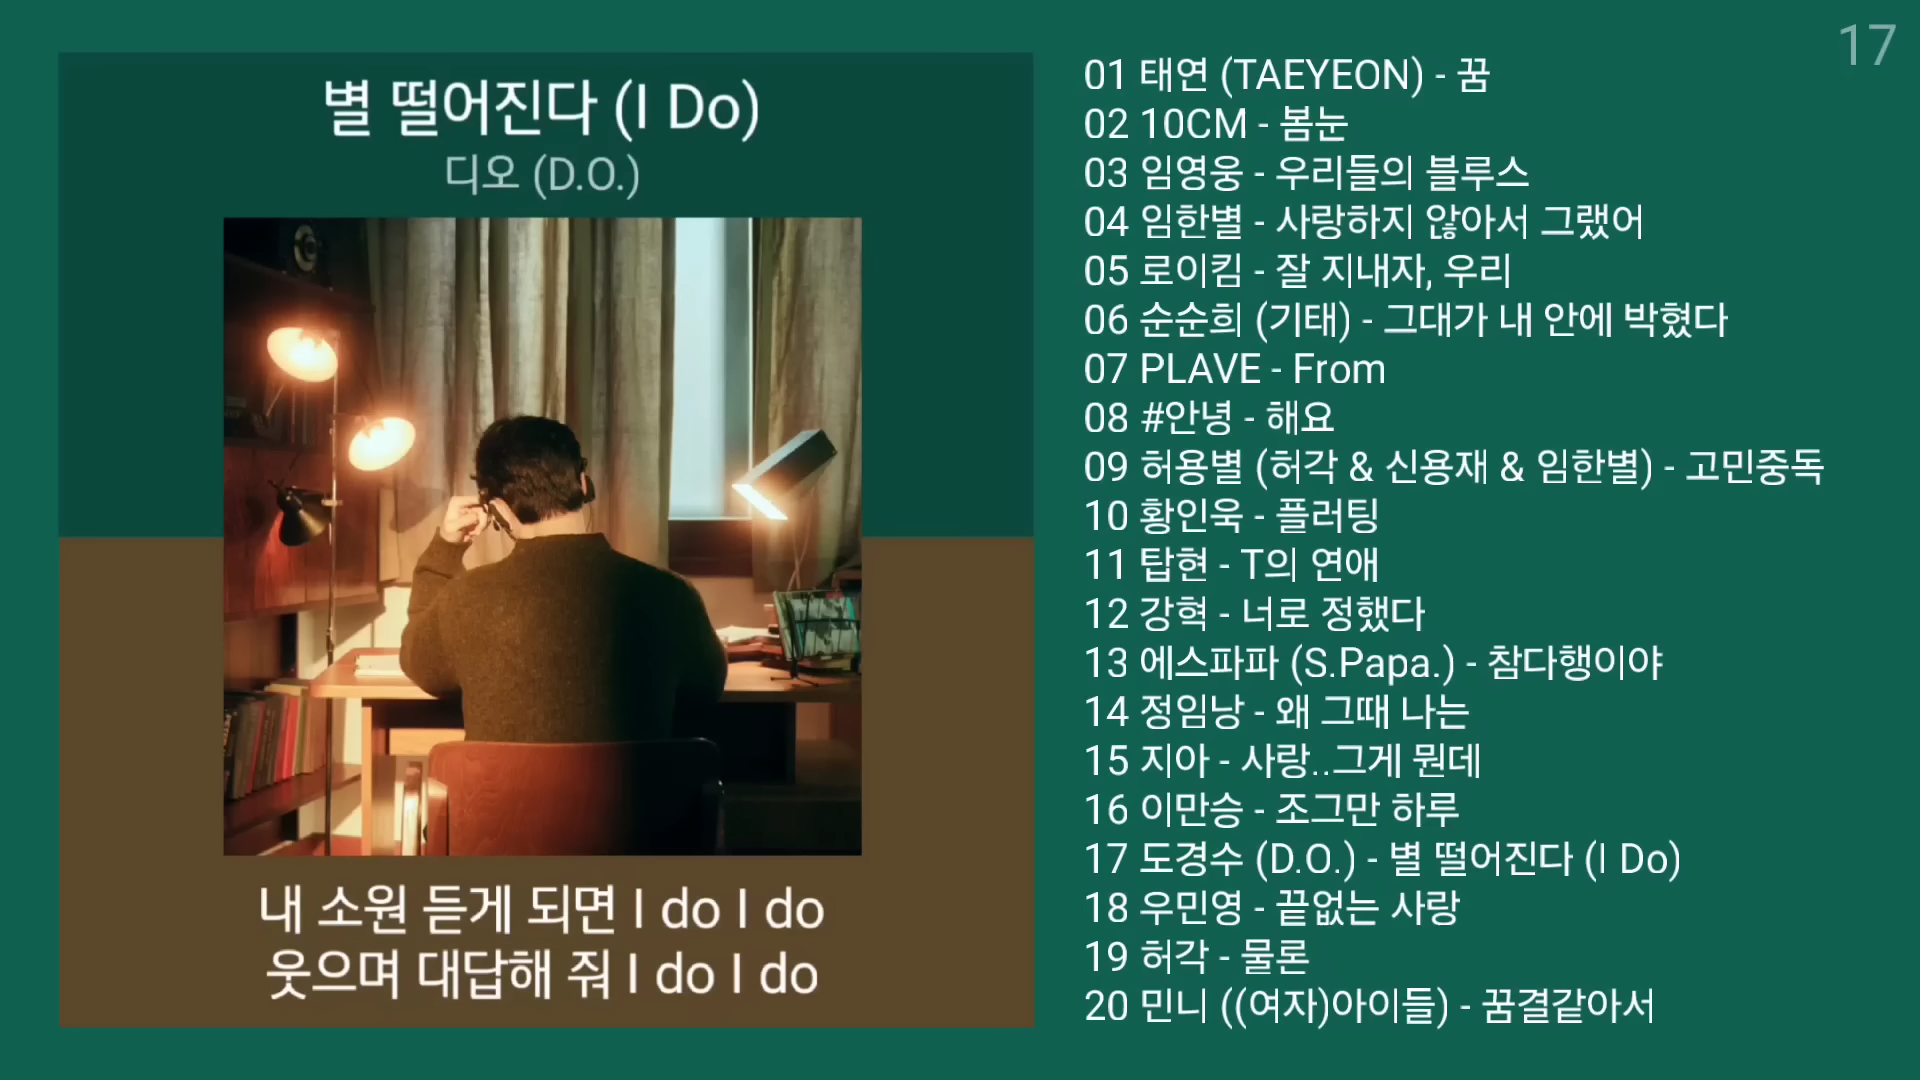 17
별 떨어진다 (I Do)
디오 (D.O.)
내 소원 듣게 되면 I do I do
웃으며 대답해 줘 I do I do
01 태연 (TAEYEON) - 꿈
02 10CM - 봄눈
03 임영웅 - 우리들의 블루스
04 임한별 - 사랑하지 않아서 그랬어
05 로이킴 - 잘 지내자, 우리
06 순순희 (기태) - 그대가 내 안에 박혔다
07 PLAVE - From
08 #안녕 - 해요
09 허용별 (허각 & 신용재 & 임한별) - 고민중독
10 황인욱 - 플러팅
11 탑현 - T의 연애
12 강혁 - 너로 정했다
13 에스파파 (S.Papa.) - 참다행이야
14 정임낭 - 왜 그때 나는
15 지아 - 사랑..그게 뭔데
16 이만승 - 조그만 하루
17 도경수 (D.O.) - 별 떨어진다 (I Do)
18 우민영 - 끝없는 사랑
19 허각 - 물론
20 민니 ((여자)아이들) - 꿈결같아서